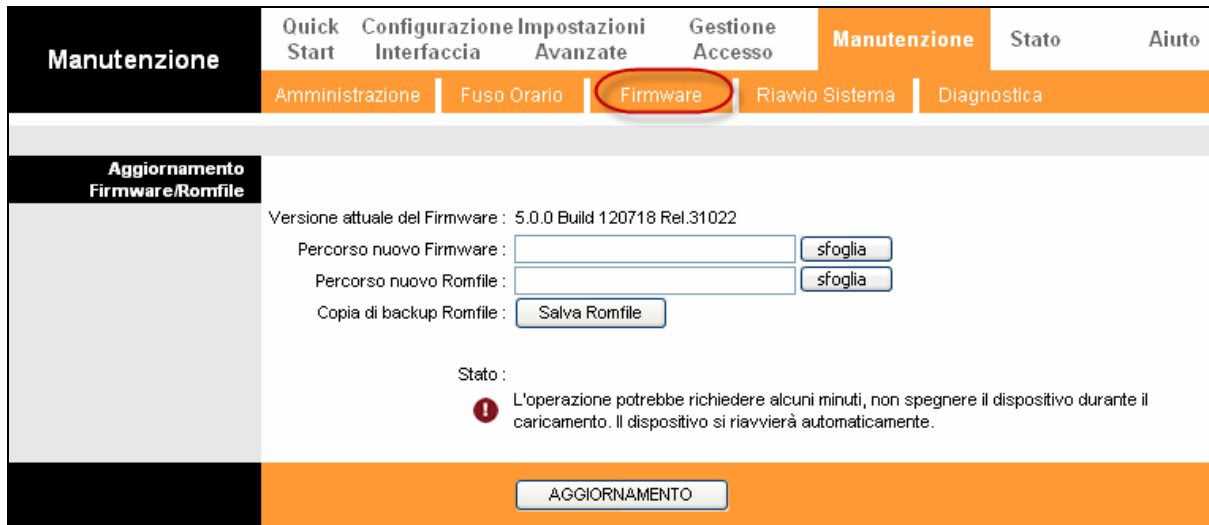 Manutenzione
Quick Start
Configurazione Interfaccia
Impostazioni Avanzate
Gestione Accesso
Manutenzione
Stato
Aiuto
Amministrazione
Fuso Orario
Firmware
Riavvio Sistema
Diagnostica
Aggiornamento
Firmware/Romfile
Versione attuale del Firmware : 5.0.0 Build 120718 Rel.31022
Percorso nuovo Firmware : sfoglia
Percorso nuovo Romfile : sfoglia
Copia di backup Romfile : Salva Romfile
Stato :
L'operazione potrebbe richiedere alcuni minuti, non spegnere il dispositivo durante il
caricamento. Il dispositivo si riavvierà automaticamente.
AGGIORNAMENTO